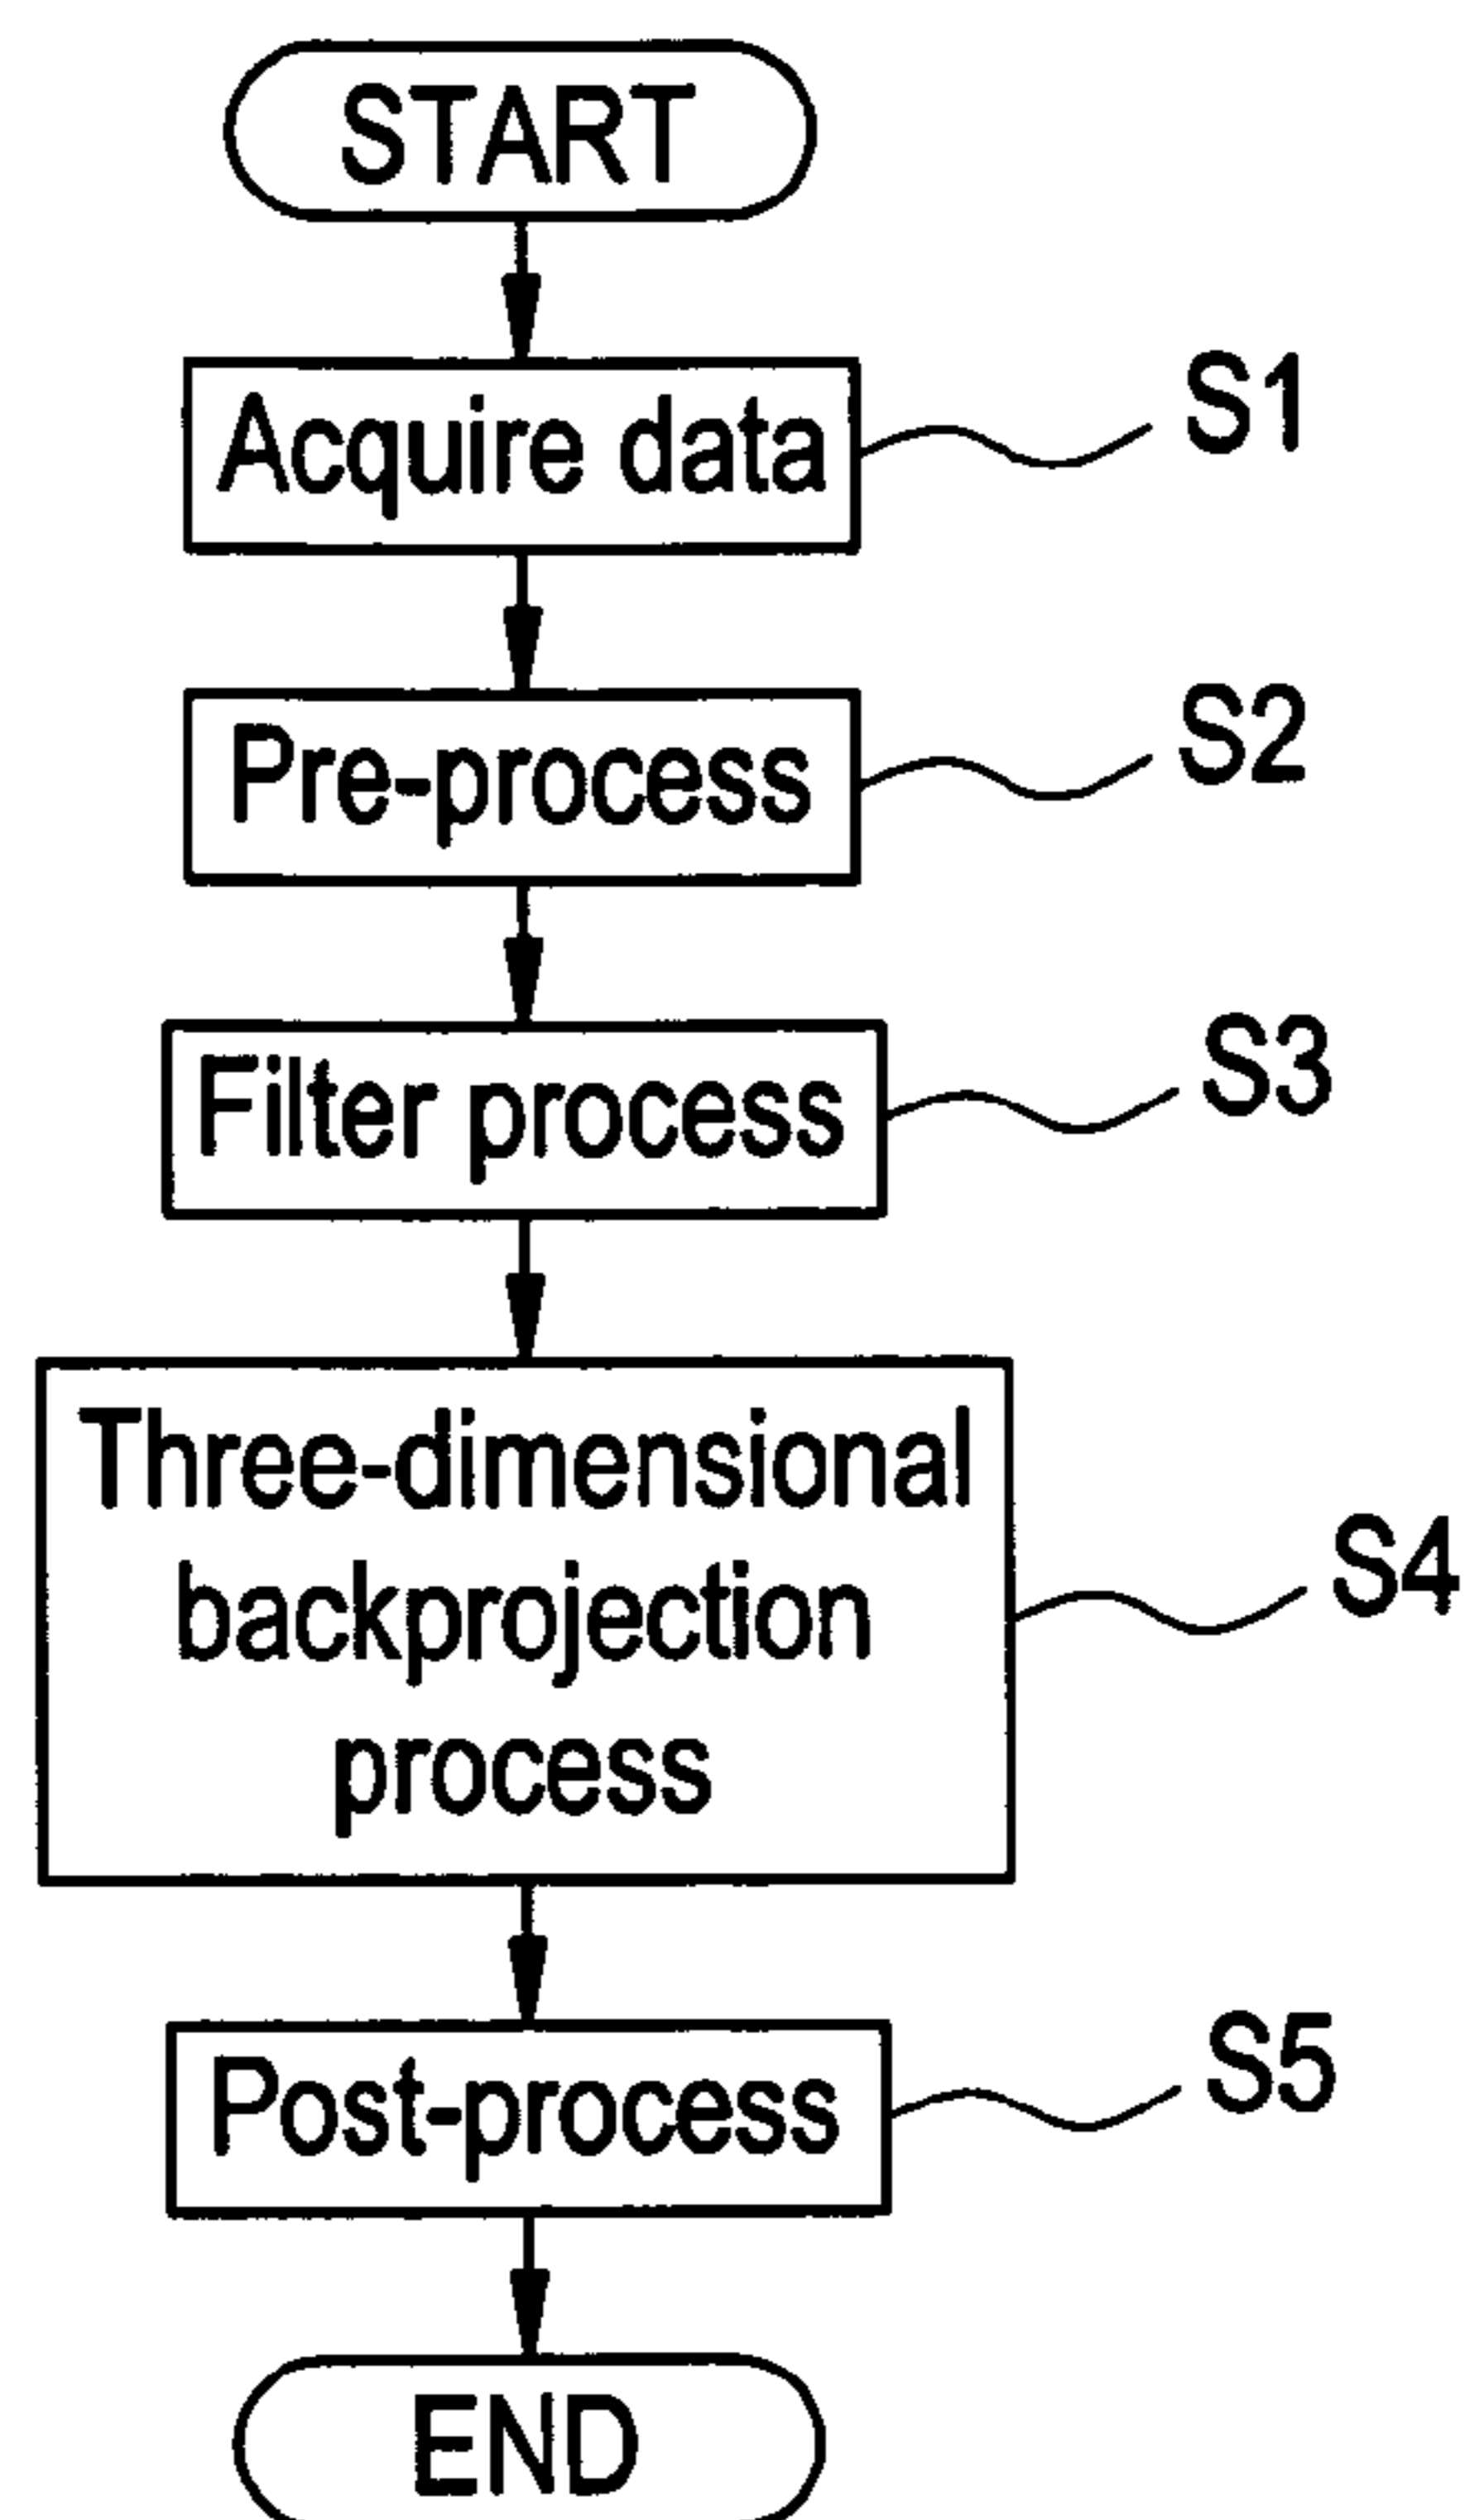 START
Acquire data
S1
Pre-process
S2
Filter process
S3
Three-dimensional
backprojection
process
S4
Post-process
S5
END